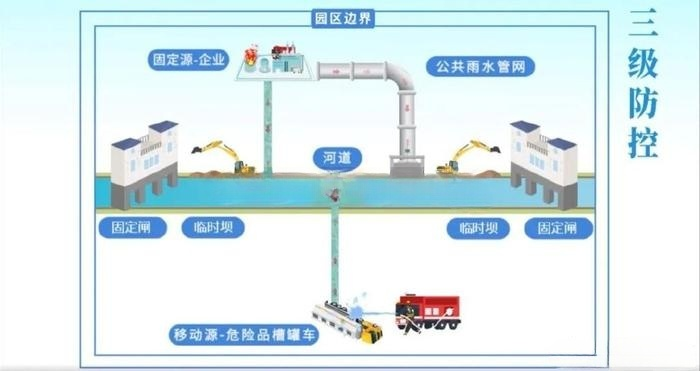 园区边界
三级防控
固定源-企业
公共雨水管网
河道
固定闸
临时坝
临时坝
固定闸
移动源-危险品槽罐车